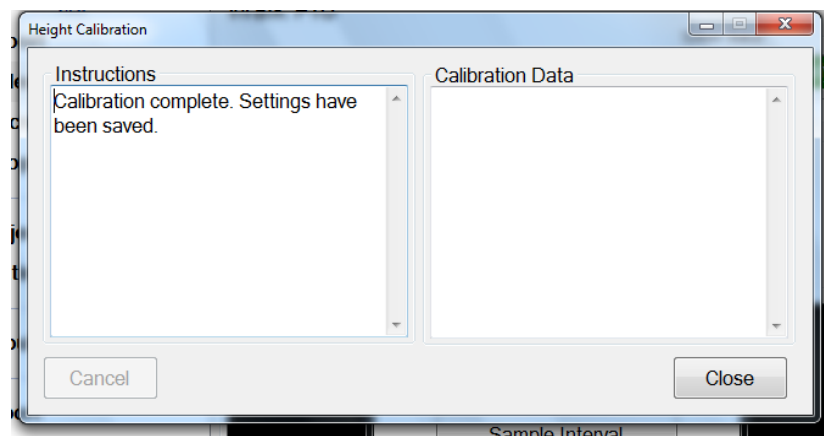 Height Calibration
Instructions
Calibration complete. Settings have
been saved.
Calibration Data
Cancel
Close
Sample Interval